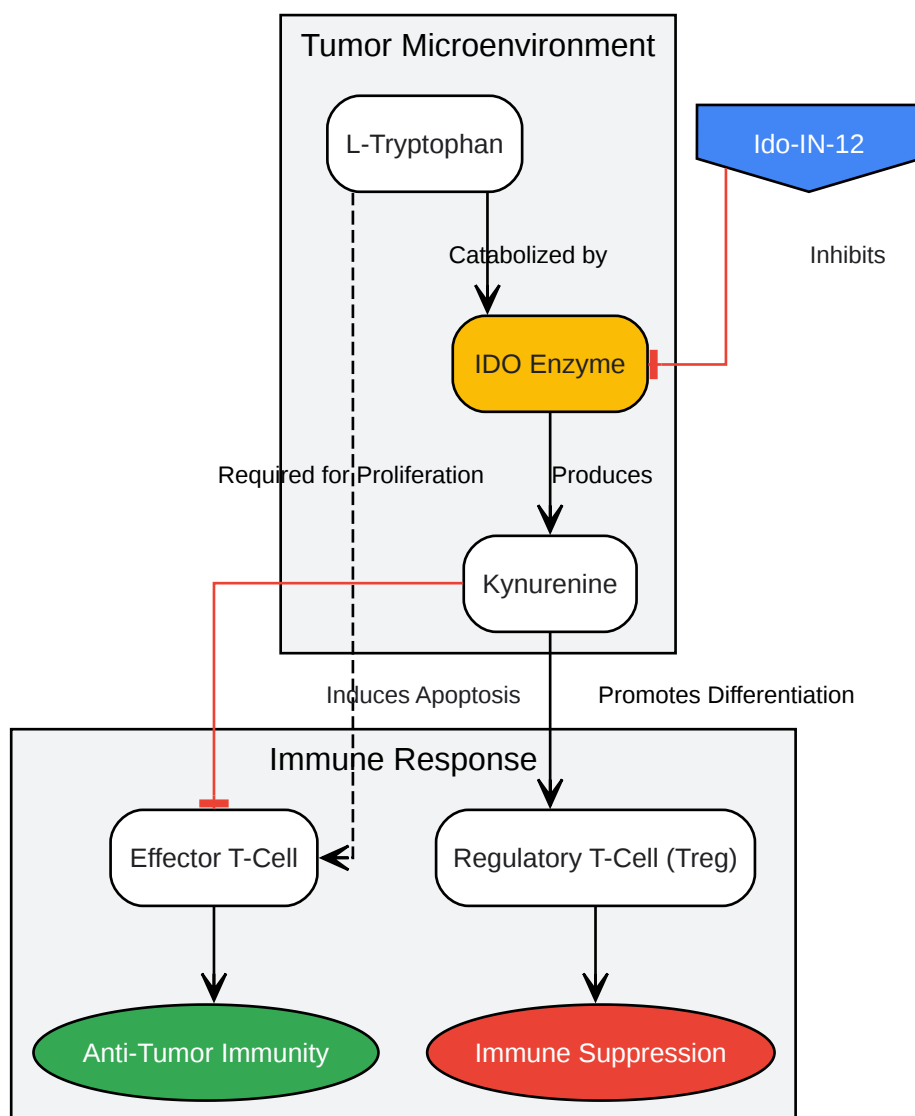 Tumor Microenvironment
L-Tryptophan
Ido-IN-12
Catabolized by
Inhibits
IDO Enzyme
Required for Proliferation
Produces
Kynurenine
Induces Apoptosis
Promotes Differentiation
Immune Response
Effector T-Cell
Regulatory T-Cell (Treg)
Anti-Tumor Immunity
Immune Suppression